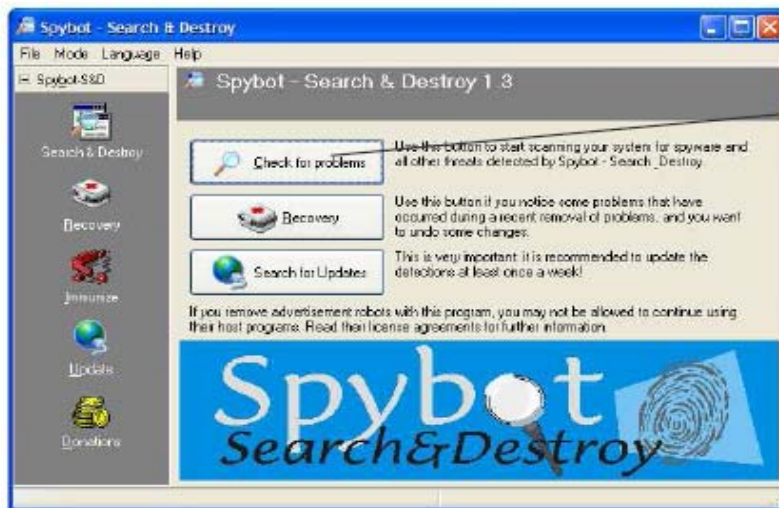 Spybot - Search & Destroy
File Mode Language Help
Spybot-S&D
Search & Destroy
Recovery
Immunize
Update
Donations
Spybot - Search & Destroy 1.3
Check for problems
Use this button to start scanning your system for spyware and
all other threats detected by Spybot - Search _Destroy.
Recovery
Use this button if you notice some problems that have
occurred during a recent removal of problems, and you want
to undo some changes.
Search for Updates
This is very important: it is recommended to update the
detections at least once a week!
If you remove advertisement robots with this program, you may not be allowed to continue using
their host programs. Read their license agreements for further information.
Spybot
Search&Destroy